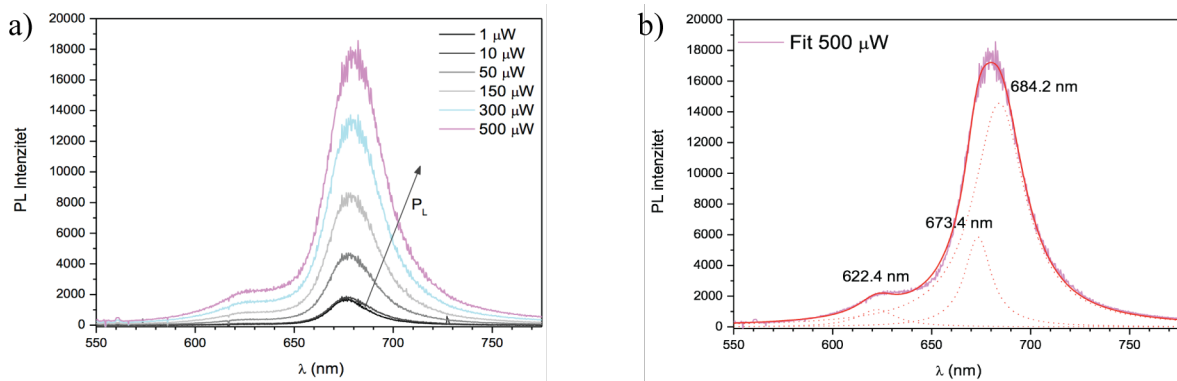 a)
20000
18000
16000
14000
12000
10000
8000
6000
4000
2000
0
PL Intenzitet
1 μW
10 μW
50 μW
150 μW
300 μW
500 μW
P_L
550
600
650
700
750
λ (nm)
b)
20000
18000
16000
14000
12000
10000
8000
6000
4000
2000
0
PL intenzitet
Fit 500 μW
684.2 nm
673.4 nm
622.4 nm
550
600
650
700
750
λ (nm)